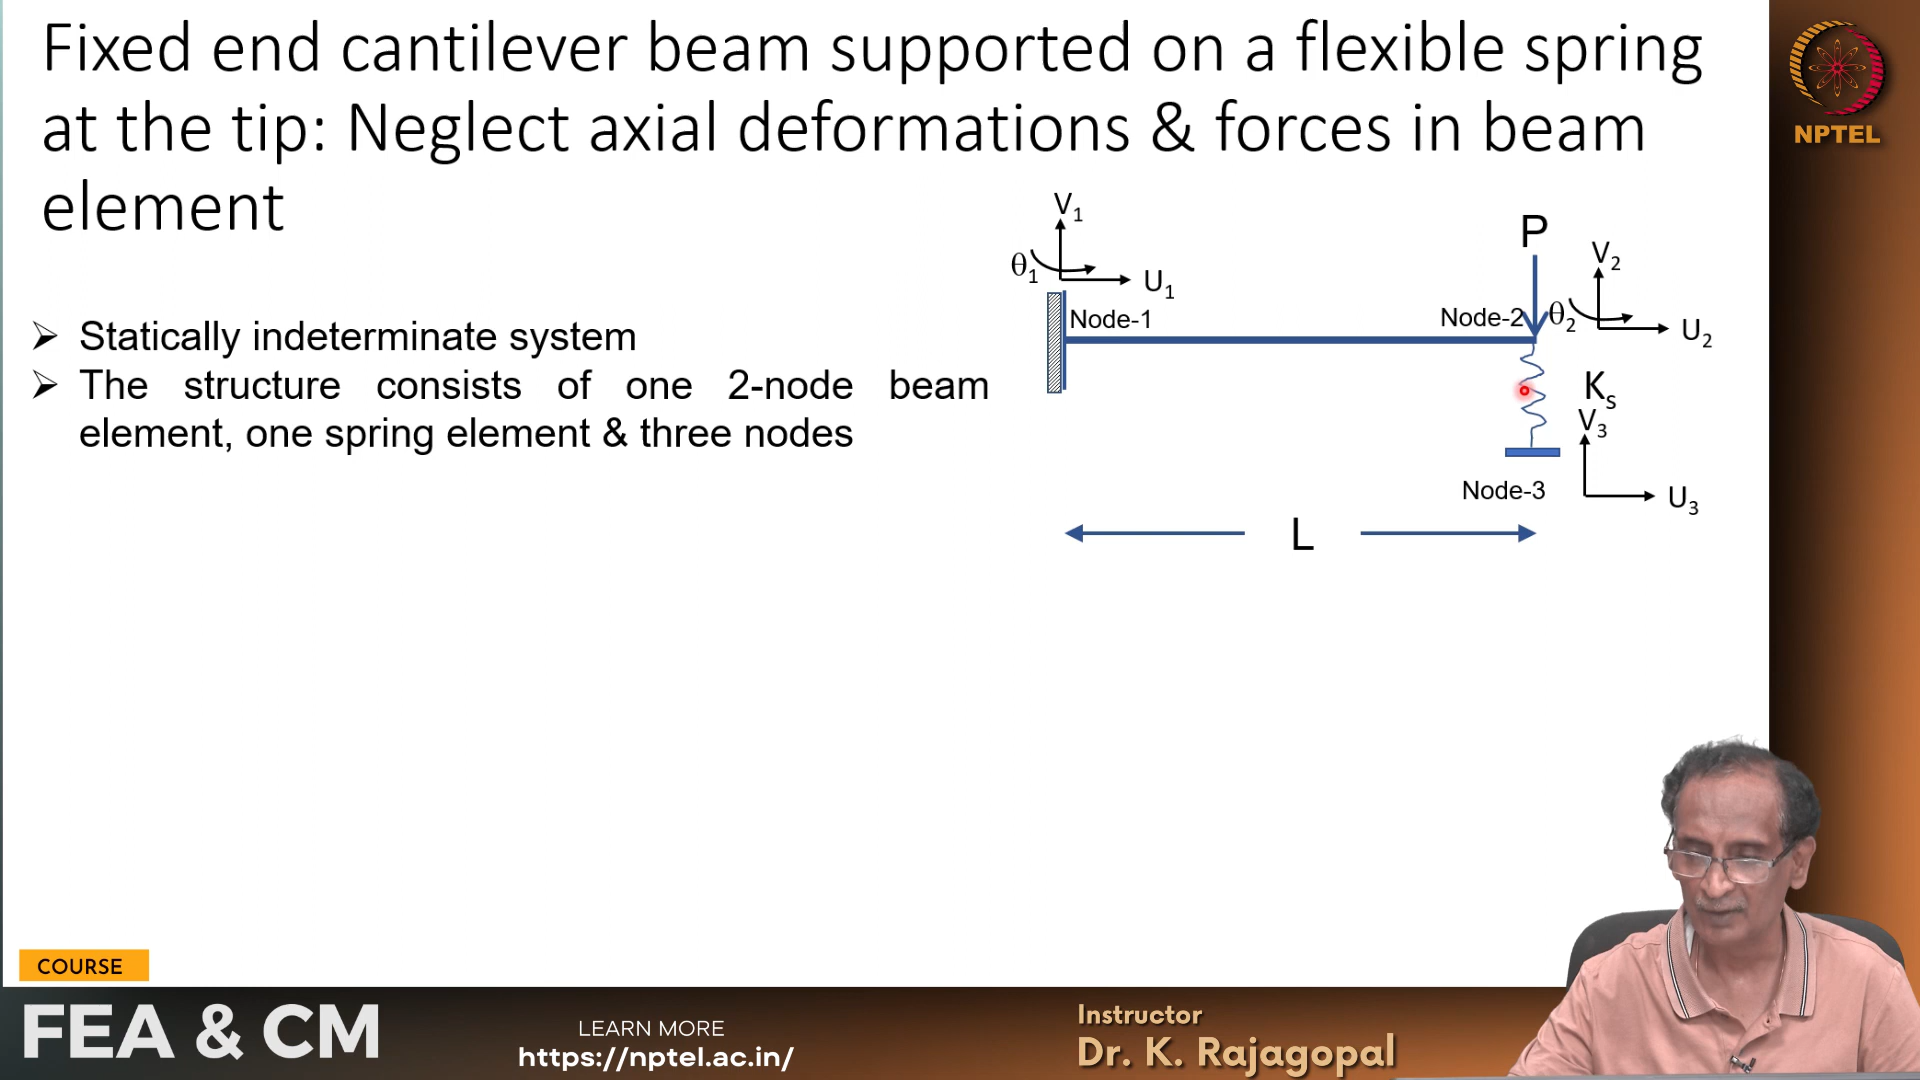 Fixed end cantilever beam supported on a flexible spring
at the tip: Neglect axial deformations & forces in beam
element
NPTEL
➢ Statically indeterminate system
➢ The structure consists of one 2-node beam
element, one spring element & three nodes
V1
θ1
U1
Node-1
P
V2
Node-2
θ2
U2
Ks
V3
Node-3
U3
L
COURSE
FEA & CM
LEARN MORE
https://nptel.ac.in/
Instructor
Dr. K. Rajagopal